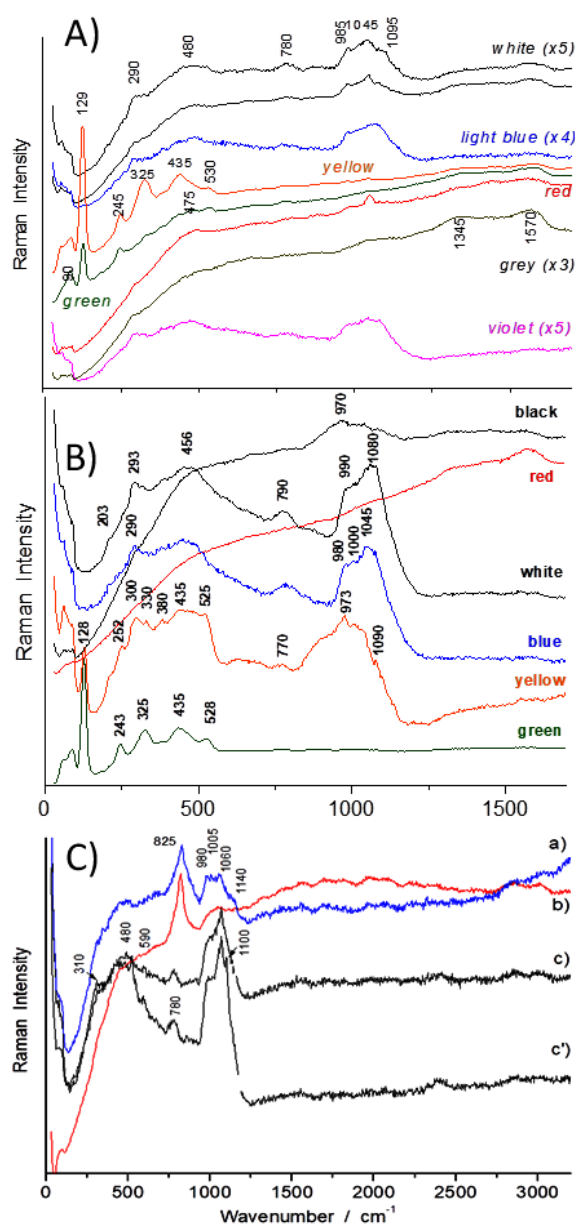 A)
985
1045
1095
white (x5)
780
480
290
129
light blue (x4)
yellow
435
325
530
245
475
red
90
1345
1570
green
grey (x3)
violet (x5)
Raman Intensity
B)
970
black
456
1080
293
990
red
790
203
290
1045
1000
980
white
300
330
380
435
525
973
128
252
blue
770
1090
yellow
243
325
435
528
green
Raman Intensity
0
500
1000
1500
C)
825
980
1005
1060
1140
a)
b)
480
590
310
1100
c)
780
c')
Raman Intensity
0
500
1000
1500
2000
2500
3000
Wavenumber / cm⁻¹